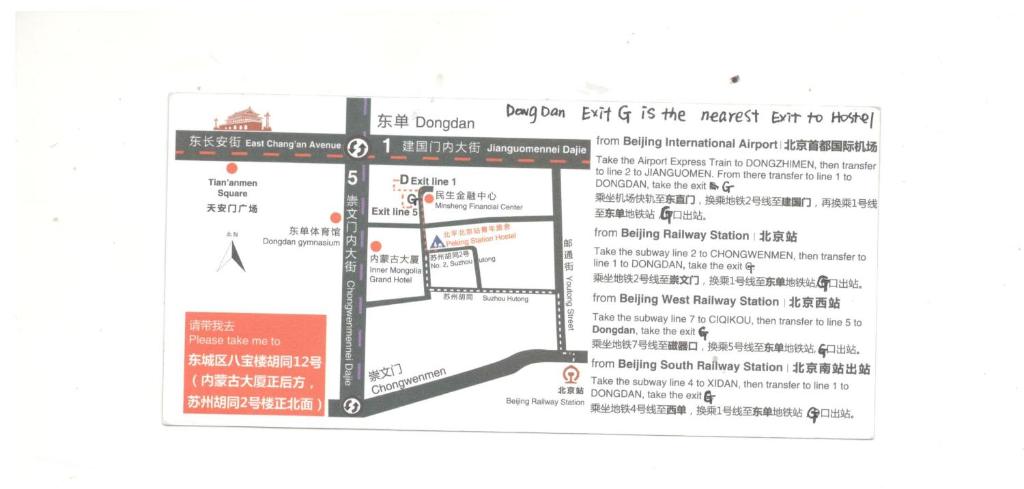 DongDan Exit G is the nearest Exit to Hostel
东单 Dongdan
东长安街 East Chang'an Avenue
1 建国门内大街 Jianguomennei Dajie
Tian'anmen
Square
天安门广场
东单体育馆
Dongdan gymnasium
北/N
5
崇文门内大街 Chongwenmennei Dajie
D Exit line 1
G
Exit line 5
民生金融中心
Minsheng Financial Center
北平北京站青年旅舍
Peking Station Hostel
苏州胡同2号
No. 2, Suzhou Hutong
内蒙古大厦
Inner Mongolia
Grand Hotel
苏州胡同 Suzhou Hutong
邮通街 Youtong Street
崇文门
Chongwenmen
北京站
Beijing Railway Station
请带我去
Please take me to
东城区八宝楼胡同12号
（内蒙古大厦正后方，
苏州胡同2号楼正北面）
from Beijing International Airport | 北京首都国际机场
Take the Airport Express Train to DONGZHIMEN, then transfer
to line 2 to JIANGUOMEN. From there transfer to line 1 to
DONGDAN, take the exit G
乘坐机场快轨至东直门，换乘地铁2号线至建国门，再换乘1号线
至东单地铁站，G口出站。
from Beijing Railway Station | 北京站
Take the subway line 2 to CHONGWENMEN, then transfer to
line 1 to DONGDAN, take the exit G
乘坐地铁2号线至崇文门，换乘1号线至东单地铁站G口出站。
from Beijing West Railway Station | 北京西站
Take the subway line 7 to CIQIKOU, then transfer to line 5 to
Dongdan, take the exit G
乘坐地铁7号线至磁器口，换乘5号线至东单地铁站,G口出站。
from Beijing South Railway Station | 北京南站出站
Take the subway line 4 to XIDAN, then transfer to line 1 to
DONGDAN, take the exit G
乘坐地铁4号线至西单，换乘1号线至东单地铁站 G口出站。